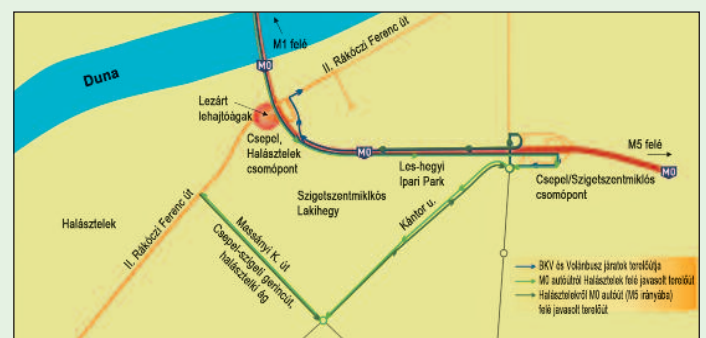 Duna
M1 felé
M0
II. Rákóczi Ferenc út
Lezárt
lehajtóágak
Csepel,
Halásztelek
csomópont
M0
Les-hegyi
Ipari Park
M5 felé
M0
Csepel/Szigetszentmiklós
csomópont
Szigetszentmiklkós
Lakihegy
Halásztelek
II. Rákóczi Ferenc út
Massányi K. út
Csepel-szigeti gerincút,
halásztelki ág
Kántor u.
BKV és Volánbusz járatok terelőútja
M0 autóútról Halásztelek felé javasolt terelőút
Halásztelekről M0 autóút (M5 irányába)
felé javasolt terelőút